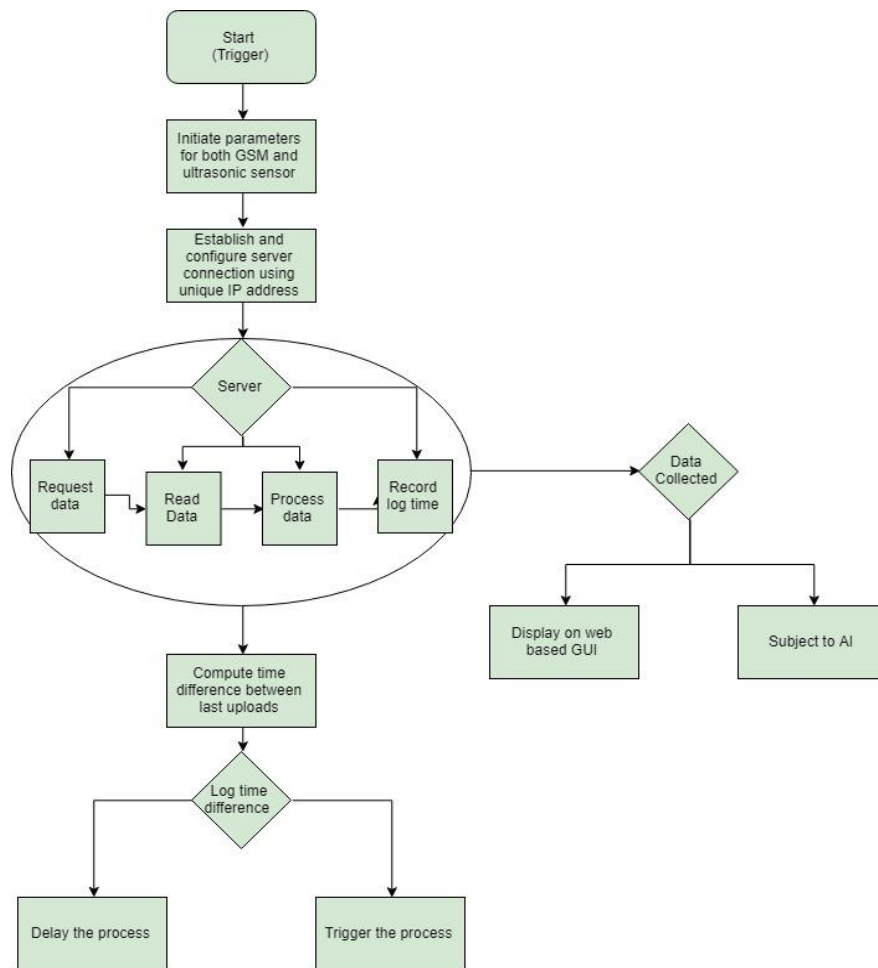 Start
(Trigger)
Initiate parameters
for both GSM and
ultrasonic sensor
Establish and
configure server
connection using
unique IP address
Server
Request
data
Read
Data
Process
data
Record
log time
Data
Collected
Display on web
based GUI
Subject to AI
Compute time
difference between
last uploads
Log time
difference
Delay the process
Trigger the process